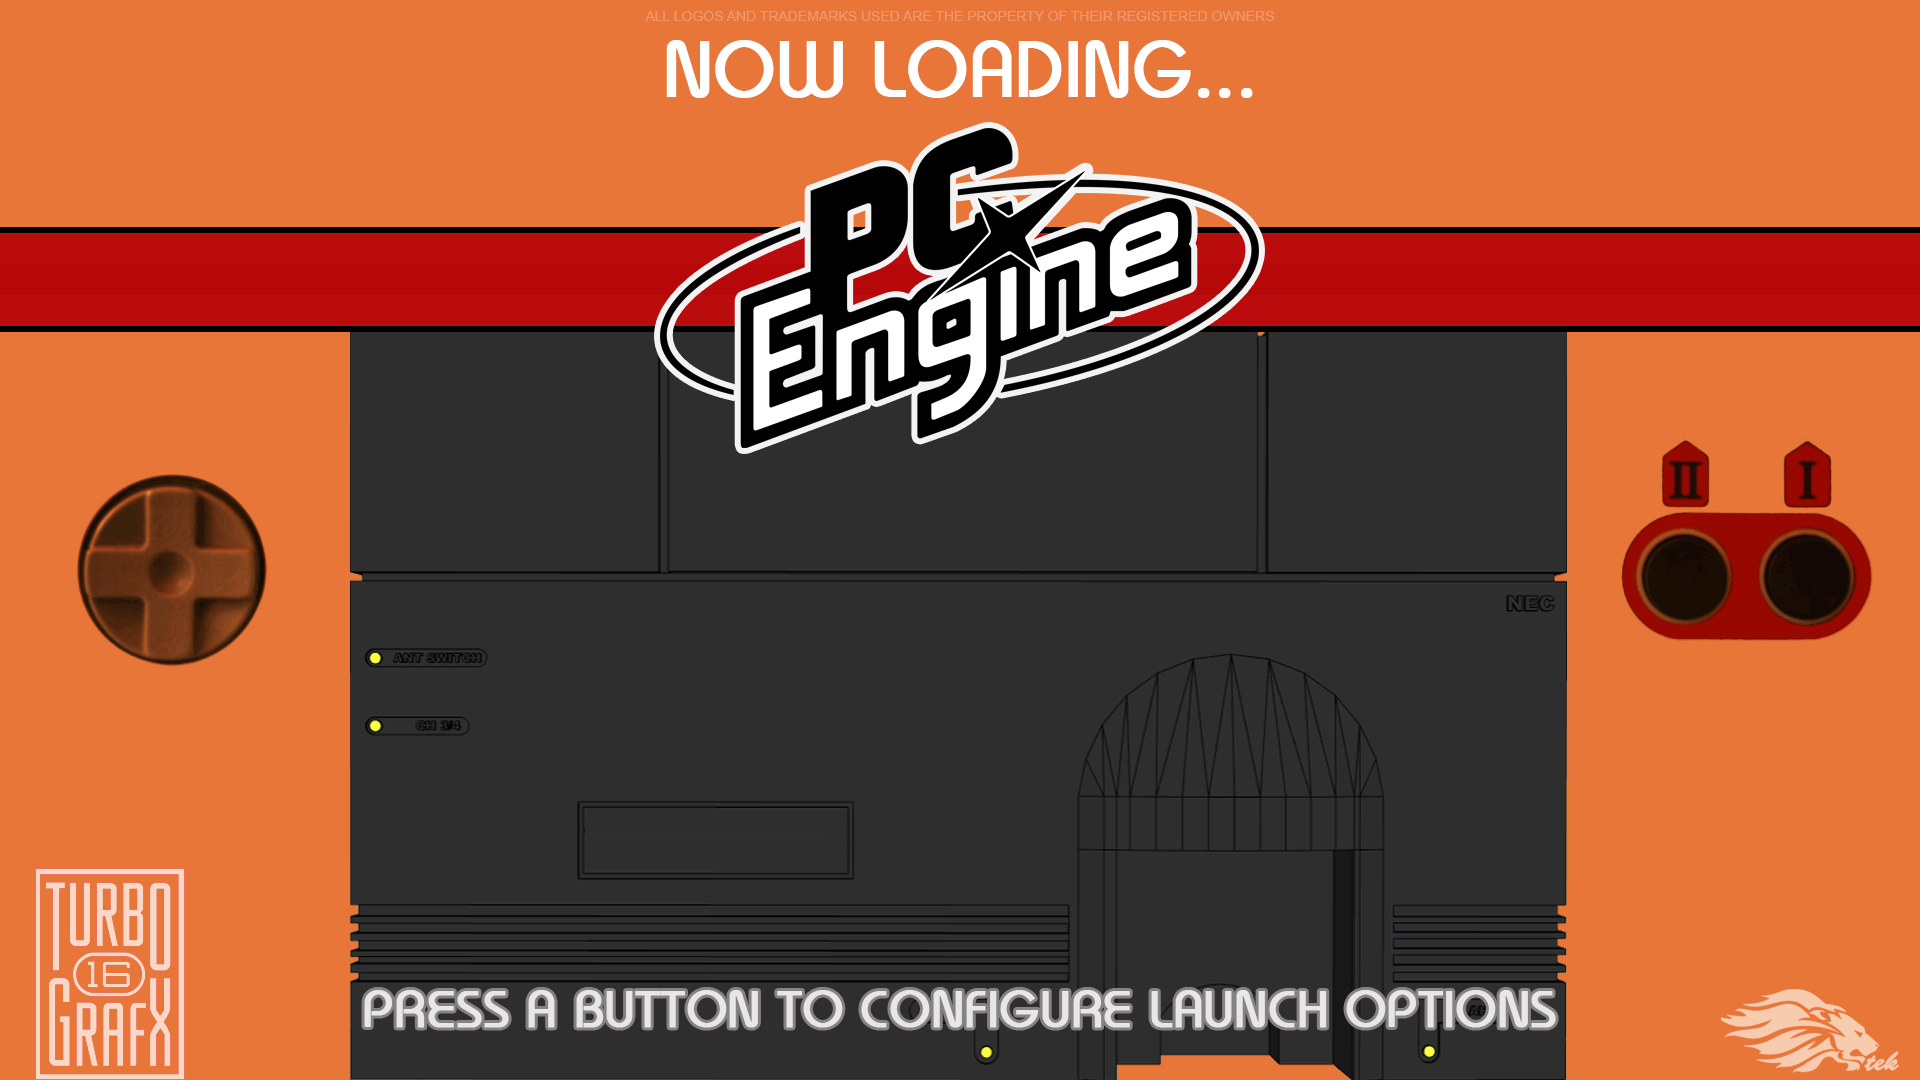 ALL LOGOS AND TRADEMARKS USED ARE THE PROPERTY OF THEIR REGISTERED OWNERS
NOW LOADING...
PC
Engine
II I
NEC
ANT SWITCH
CH 3/4
TURBO
16
GRAFX
PRESS A BUTTON TO CONFIGURE LAUNCH OPTIONS
tek